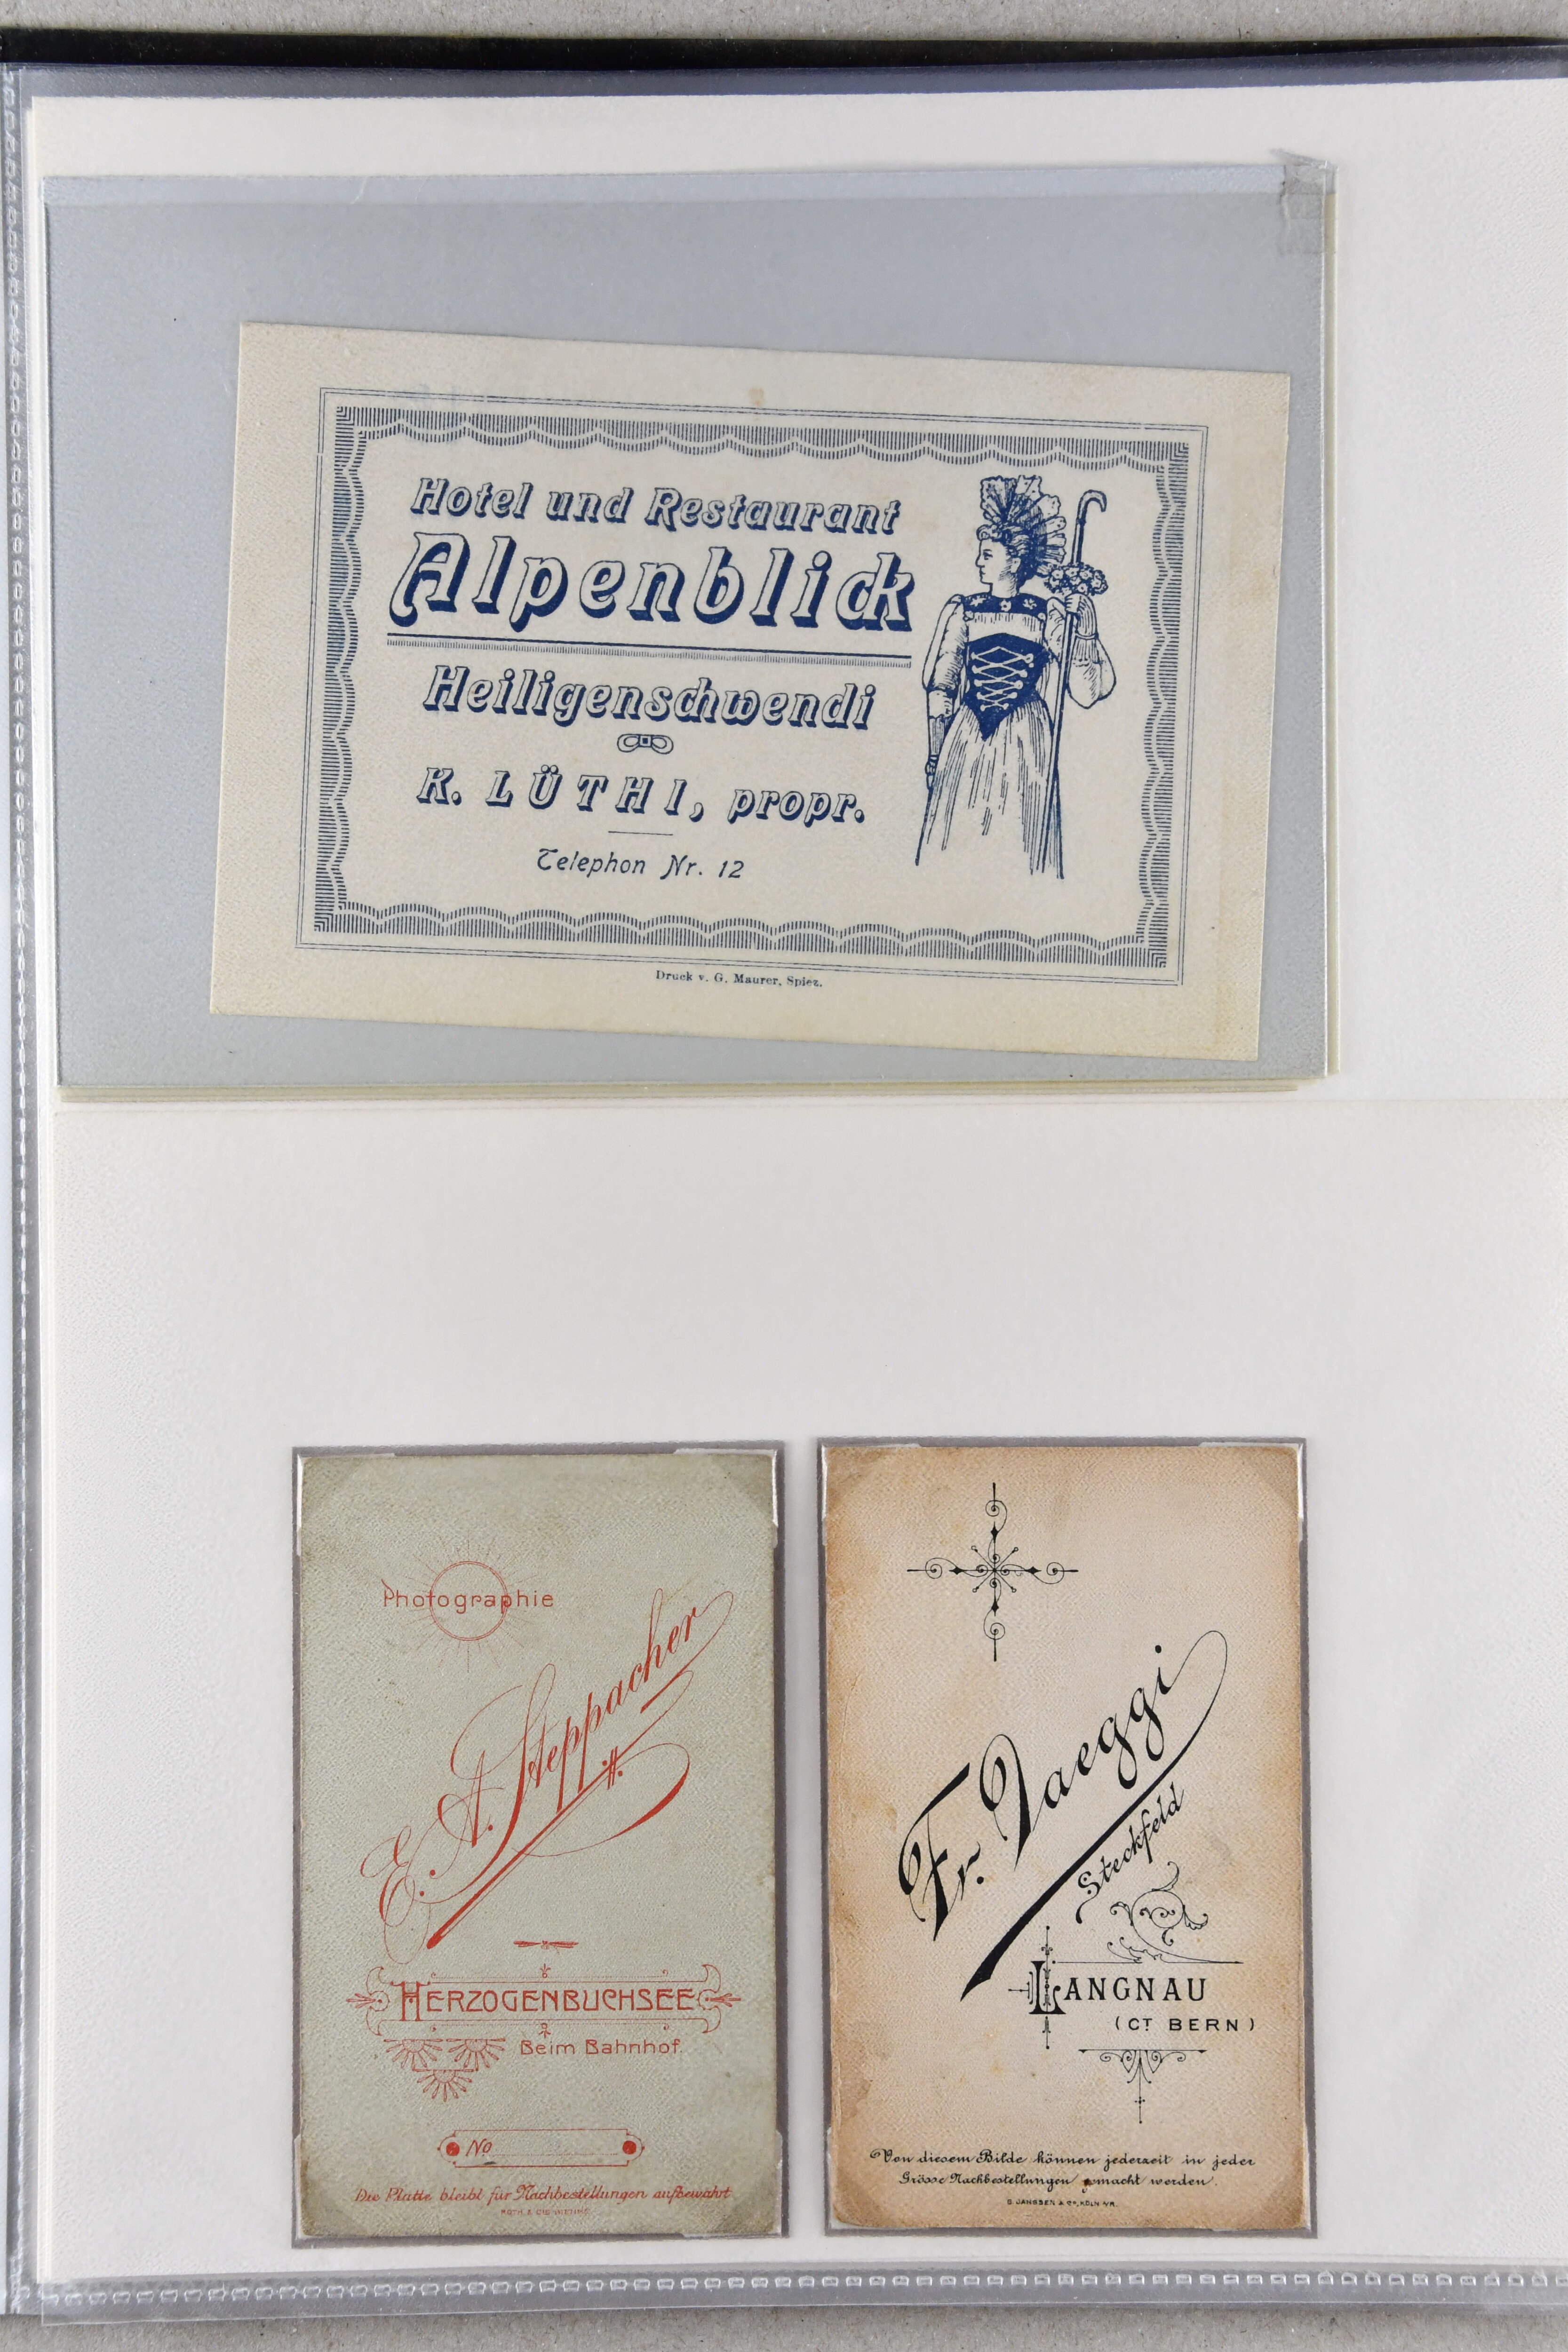 Hotel und Restaurant
Alpenblick
Heiligenschwendi
K. LÜTHI, propr.
Telephon Nr. 12
Druck v. G. Maurer, Spiez.
Photographie
E. A. Steppacher
HERZOGENBUCHSEE
Beim Bahnhof.
No
Die Platte bleibt für Nachbestellungen aufbewahrt
Fr. Jaeggi
Steckfeld
LANGNAU
(CT. BERN)
Von diesem Bilde können jederzeit in jeder
Grösse Nachbestellungen gemacht werden.